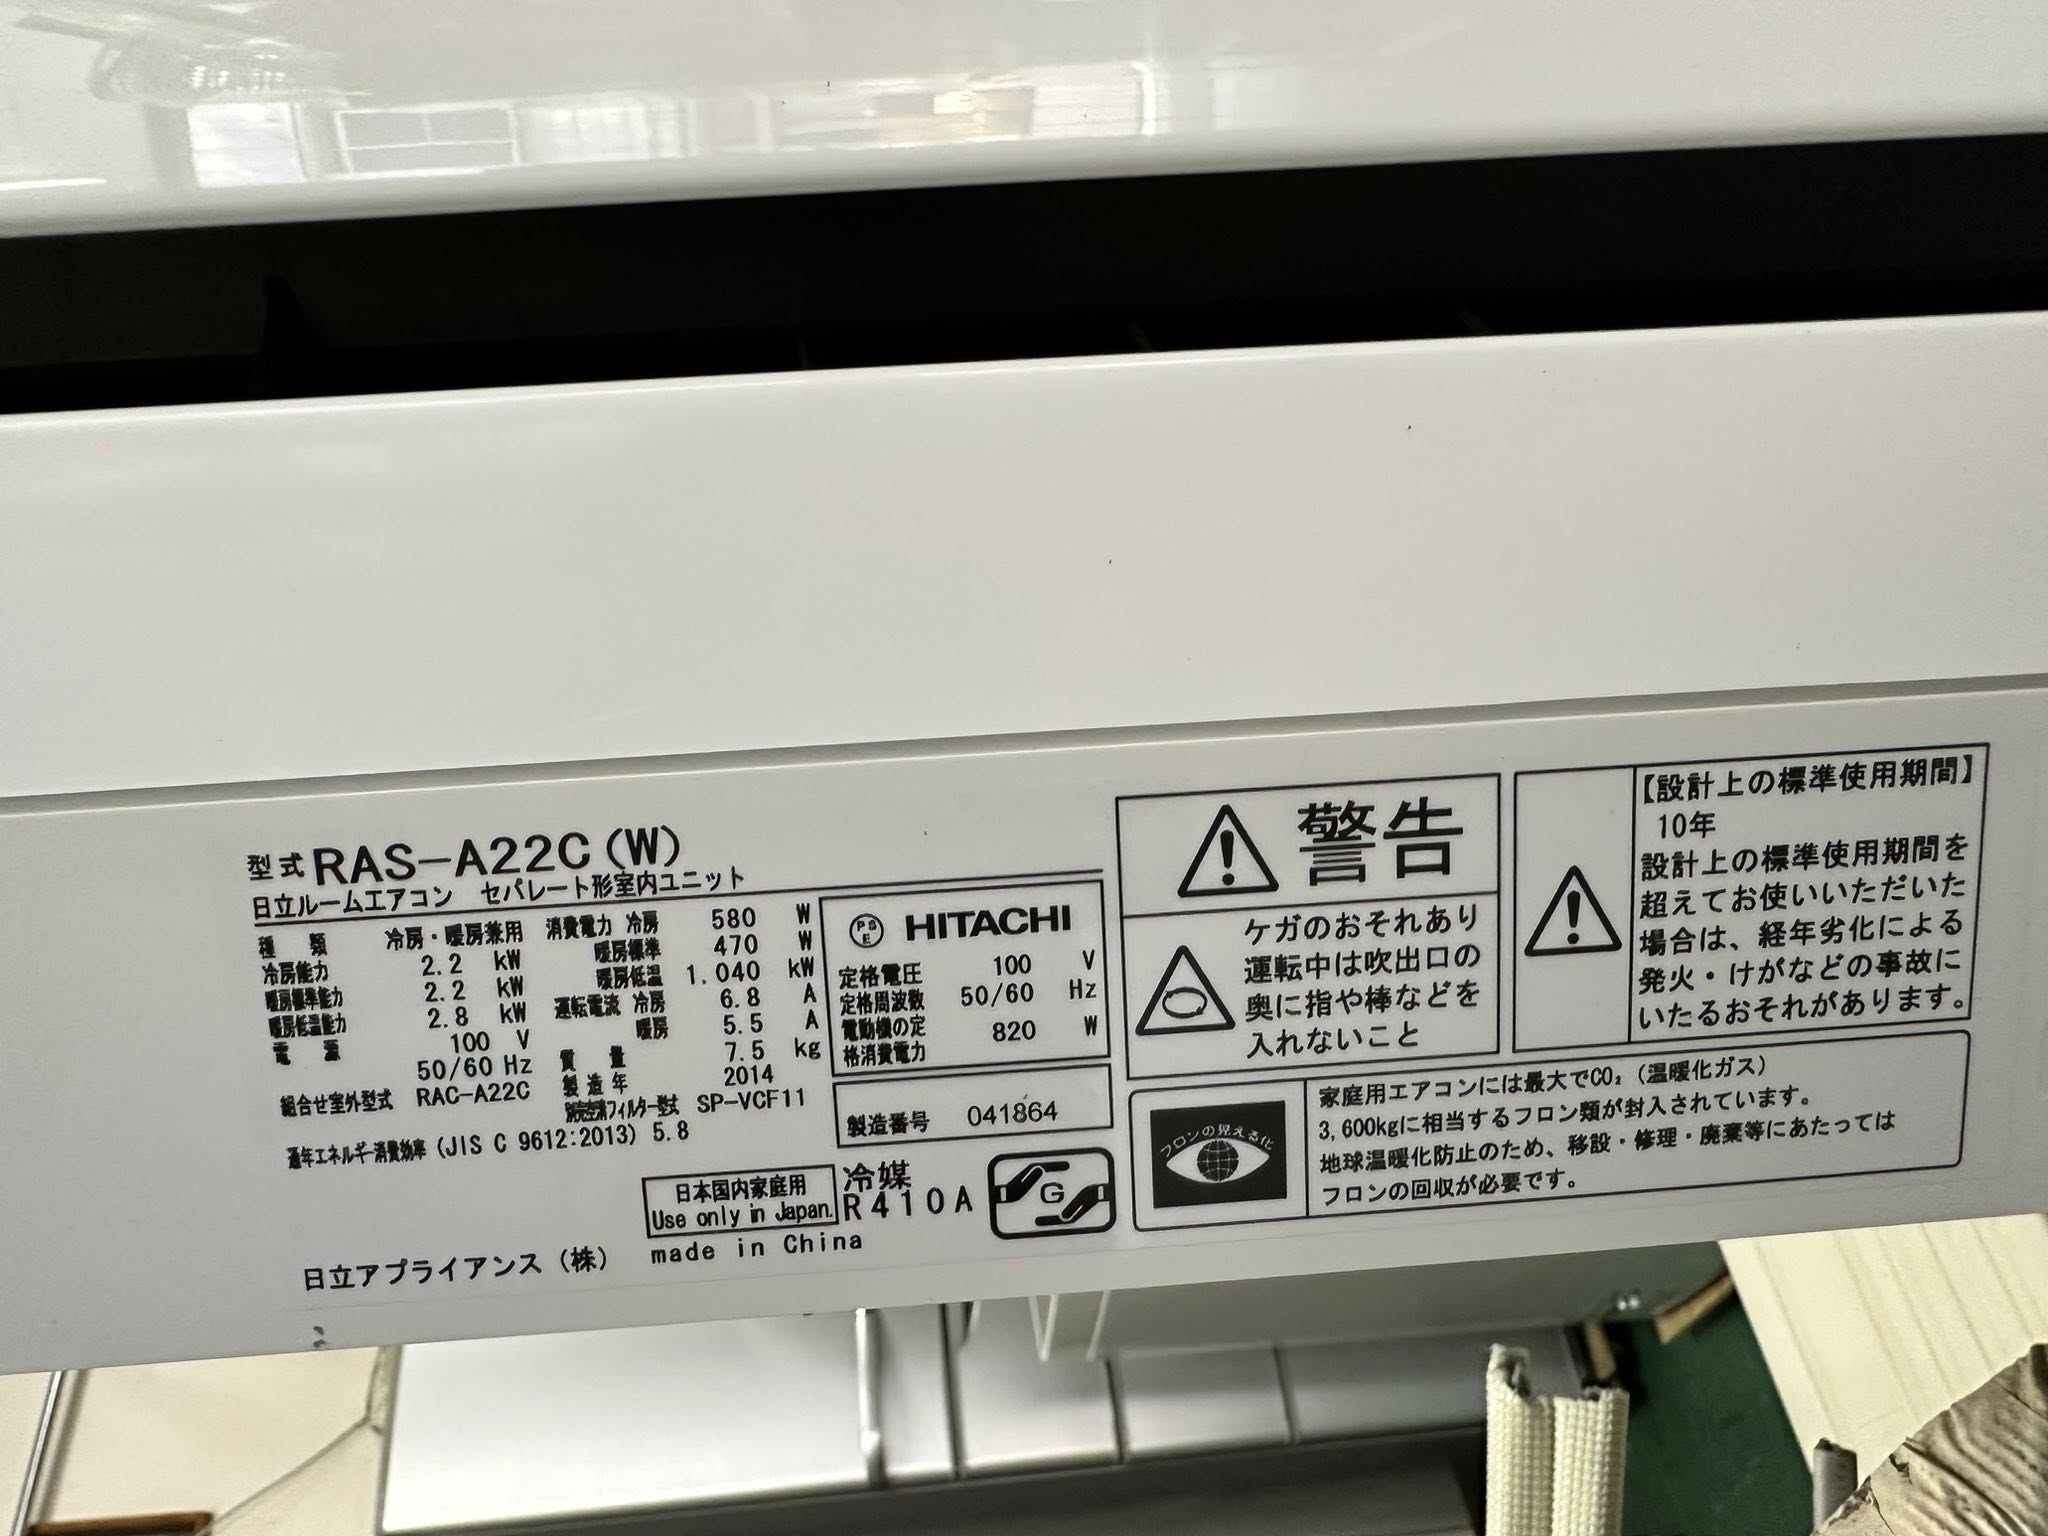 型式 RAS-A22C(W)
日立ルームエアコン セパレート形室内ユニット
種類 冷房・暖房兼用
冷房能力 2.2 kW
暖房標準能力 2.2 kW
暖房低温能力 2.8 kW
電源 100 V
50/60 Hz
組合せ室外型式 RAC-A22C
消費電力 冷房 580 W
暖房標準 470 W
暖房低温 1.040 kW
運転電流 冷房 6.8 A
暖房 5.5 A
質量 7.5 kg
製造年 2014
別売空清フィルター型式 SP-VCF11
通年エネルギー消費効率 (JIS C 9612:2013) 5.8
PS
E
HITACHI
定格電圧 100 V
定格周波数 50/60 Hz
電動機の定
格消費電力 820 W
製造番号 041864
日本国内家庭用
Use only in Japan.
冷媒
R410A
G
made in China
日立アプライアンス（株）
警告
ケガのおそれあり
運転中は吹出口の
奥に指や棒などを
入れないこと
【設計上の標準使用期間】
10年
設計上の標準使用期間を
超えてお使いいただいた
場合は、経年劣化による
発火・けがなどの事故に
いたるおそれがあります。
フロンの見える化
家庭用エアコンには最大でCO₂（温暖化ガス）
3,600kgに相当するフロン類が封入されています。
地球温暖化防止のため、移設・修理・廃棄等にあたっては
フロンの回収が必要です。